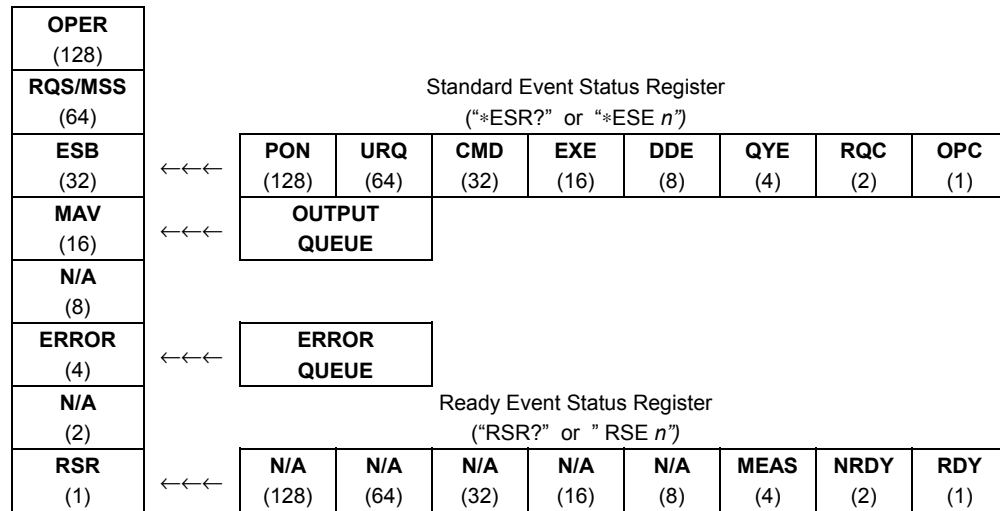 OPER
(128)
RQS/MSS
(64)
Standard Event Status Register
("∗ESR?" or "∗ESE n")
ESB
(32)
←←←
PON URQ CMD EXE DDE QYE RQC OPC
(128) (64) (32) (16) (8) (4) (2) (1)
MAV
(16)
←←←
OUTPUT
QUEUE
N/A
(8)
ERROR
(4)
←←←
ERROR
QUEUE
N/A
(2)
Ready Event Status Register
("RSR?" or " RSE n")
RSR
(1)
←←←
N/A N/A N/A N/A N/A MEAS NRDY RDY
(128) (64) (32) (16) (8) (4) (2) (1)